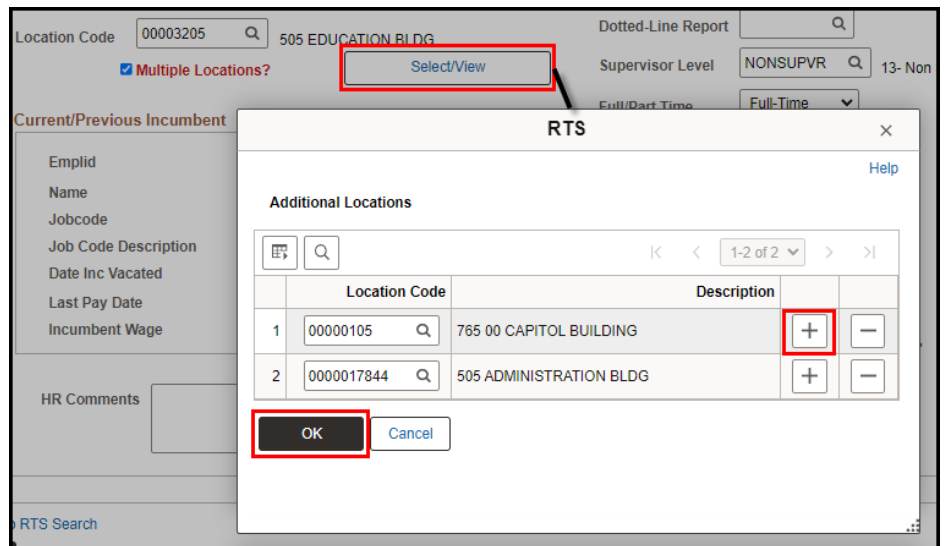 Location Code 00003205 505 EDUCATION BLDG
Dotted-Line Report
Multiple Locations? Select/View
Supervisor Level NONSUPVR 13- Non
Full/Part Time Full-Time
Current/Previous Incumbent
Emplid
Name
Jobcode
Job Code Description
Date Inc Vacated
Last Pay Date
Incumbent Wage
HR Comments
RTS Search
RTS ×
Help
Additional Locations
1-2 of 2
Location Code Description
1 00000105 765 00 CAPITOL BUILDING + −
2 0000017844 505 ADMINISTRATION BLDG + −
OK Cancel